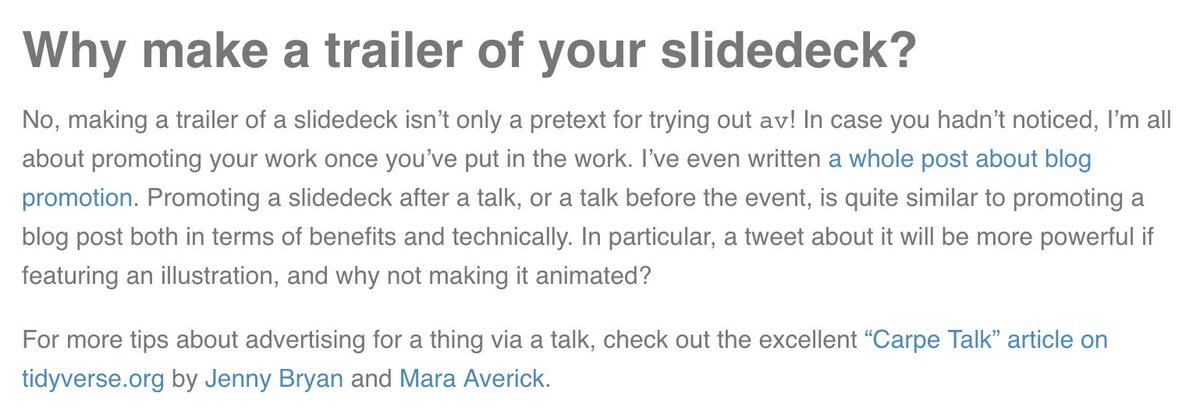 Why make a trailer of your slidedeck?
No, making a trailer of a slidedeck isn’t only a pretext for trying out av! In case you hadn’t noticed, I’m all
about promoting your work once you’ve put in the work. I’ve even written a whole post about blog
promotion. Promoting a slidedeck after a talk, or a talk before the event, is quite similar to promoting a
blog post both in terms of benefits and technically. In particular, a tweet about it will be more powerful if
featuring an illustration, and why not making it animated?
For more tips about advertising for a thing via a talk, check out the excellent “Carpe Talk” article on
tidyverse.org by Jenny Bryan and Mara Averick.